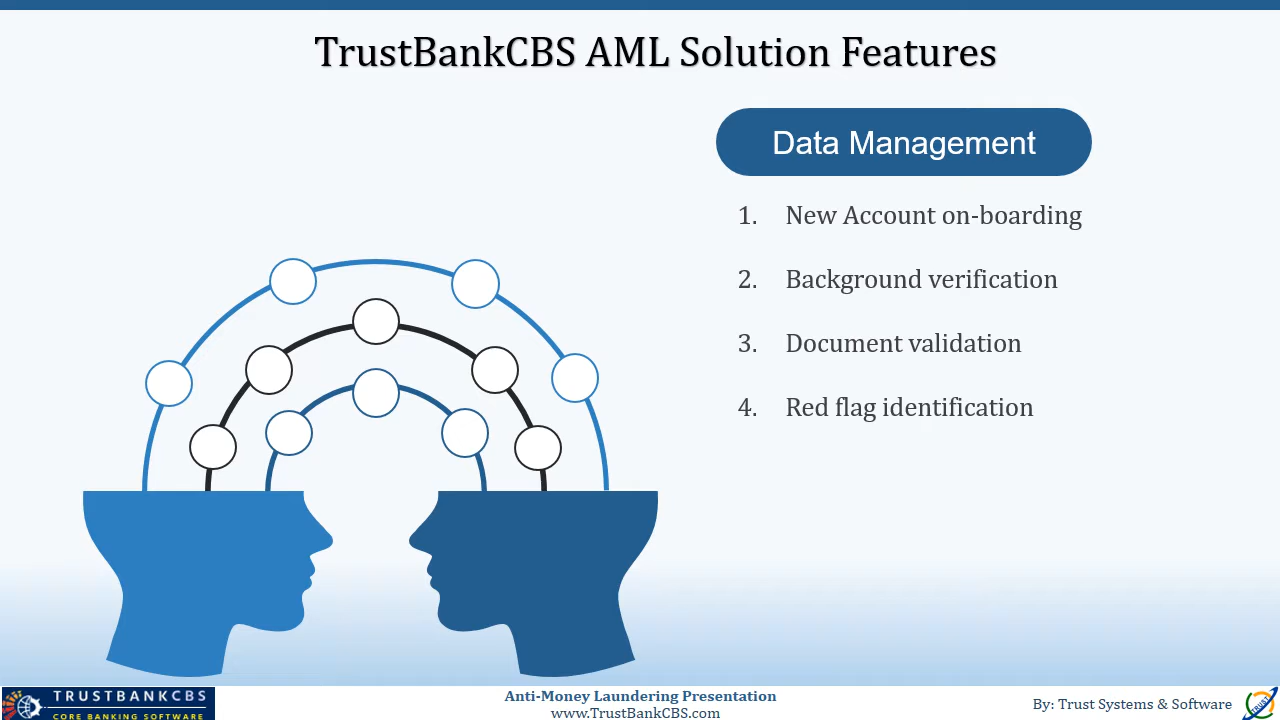 TrustBankCBS AML Solution Features
Data Management
1. New Account on-boarding
2. Background verification
3. Document validation
4. Red flag identification
TRUSTBANKCBS
CORE BANKING SOFTWARE
Anti-Money Laundering Presentation
www.TrustBankCBS.com
By: Trust Systems & Software
TRUST